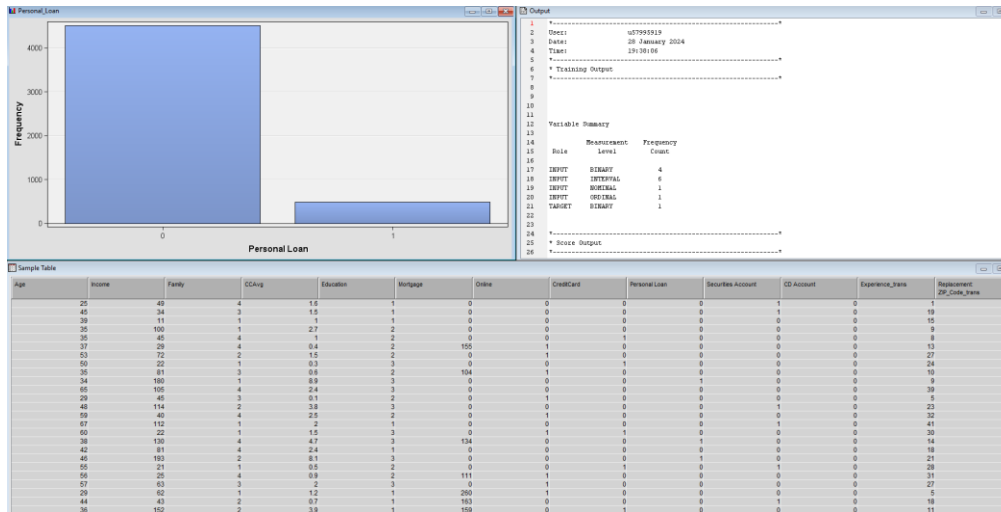 Personal_Loan
Frequency
4000
3000
2000
1000
0
0 1
Personal Loan
Output
1 *------------------------------------------------------------*
2 User: u57995919
3 Date: 28 January 2024
4 Time: 19:38:06
5 *------------------------------------------------------------*
6 * Training Output
7 *------------------------------------------------------------*
8
9
10
11
12 Variable Summary
13
14 Measurement Frequency
15 Role Level Count
16
17 INPUT BINARY 4
18 INPUT INTERVAL 6
19 INPUT NOMINAL 1
20 INPUT ORDINAL 1
21 TARGET BINARY 1
22
23
24 *------------------------------------------------------------*
25 * Score Output
26 *------------------------------------------------------------*
Sample Table
Age Income Family CCAvg Education Mortgage Online CreditCard Personal Loan Securities Account CD Account Experience_trans Replacement ZIP_Code_trans
25 49 4 1.6 1 0 0 0 0 1 0 1
45 34 3 1.5 1 0 0 0 0 1 0 19
39 11 1 1 1 0 0 0 0 0 0 15
35 100 1 2.7 2 0 0 0 0 0 0 9
35 45 4 1 2 0 0 1 0 0 0 8
37 29 4 0.4 2 155 1 0 0 0 0 13
53 72 2 1.5 2 0 1 0 0 0 0 27
50 22 1 0.3 3 0 0 1 0 0 0 24
35 81 3 0.6 2 104 1 0 0 0 0 10
34 180 1 8.9 3 0 0 0 1 0 0 9
65 105 4 2.4 3 0 0 0 0 0 0 39
29 45 3 0.1 2 0 1 0 0 0 0 5
48 114 2 3.8 3 0 0 0 0 1 0 23
59 40 4 2.5 2 0 1 0 0 0 0 32
67 112 1 2 1 0 0 0 0 1 0 41
60 22 1 1.5 3 0 1 1 0 0 0 30
38 130 4 4.7 3 134 0 0 1 0 0 14
42 81 4 2.4 1 0 0 0 0 0 0 18
46 193 2 8.1 3 0 0 0 1 0 0 21
55 21 1 0.5 2 0 0 1 0 1 0 28
56 25 4 0.9 2 111 1 0 0 0 0 31
57 63 3 2 3 0 1 0 0 0 0 27
29 62 1 1.2 1 260 1 0 0 0 0 5
44 43 2 0.7 1 163 0 0 0 1 0 18
36 152 2 3.9 1 159 0 1 0 0 0 11